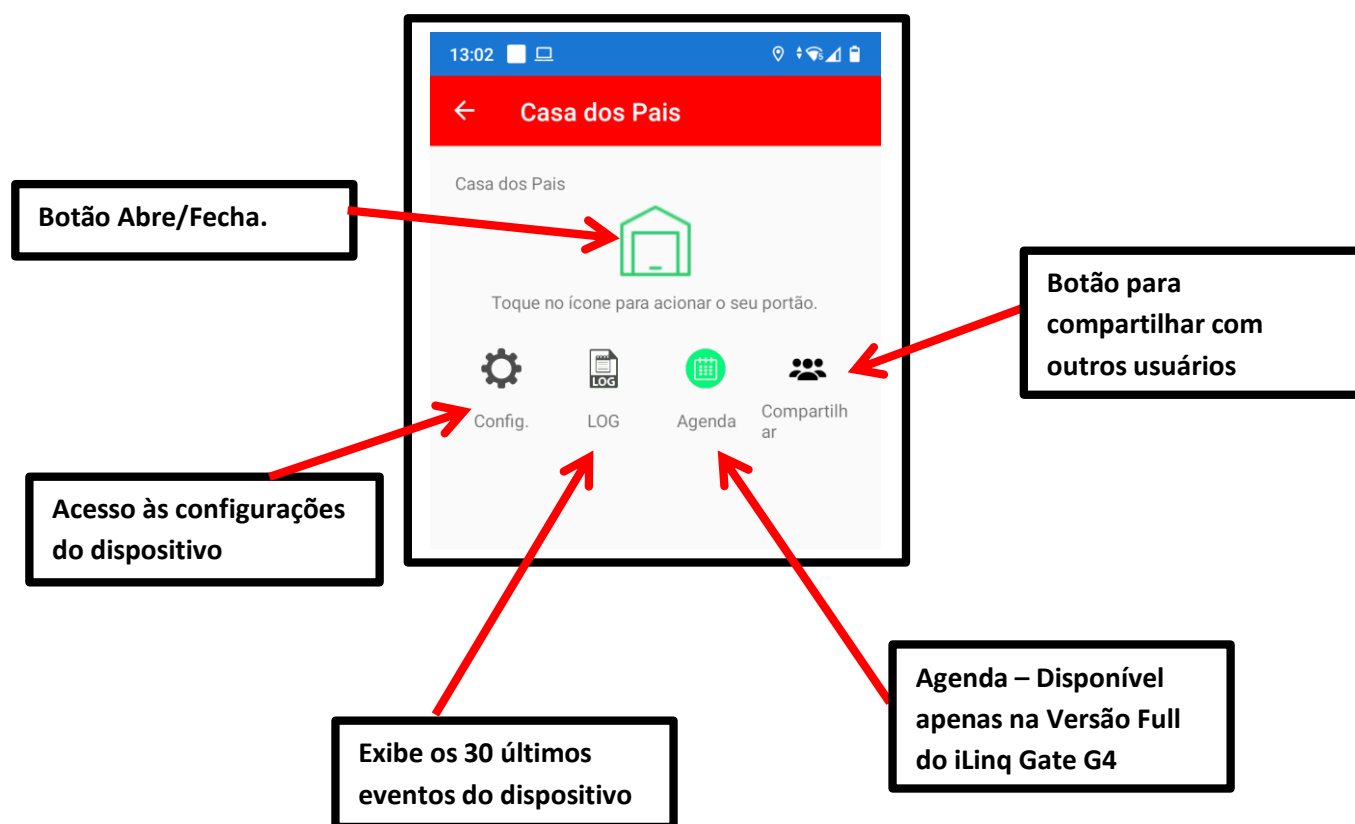 13:02
Casa dos Pais
Casa dos Pais
Botão Abre/Fecha.
Toque no ícone para acionar o seu portão.
Botão para
compartilhar com
outros usuários
LOG
Config.
LOG
Agenda
Compartilh
ar
Acesso às configurações
do dispositivo
Agenda – Disponível
apenas na Versão Full
do iLinq Gate G4
Exibe os 30 últimos
eventos do dispositivo